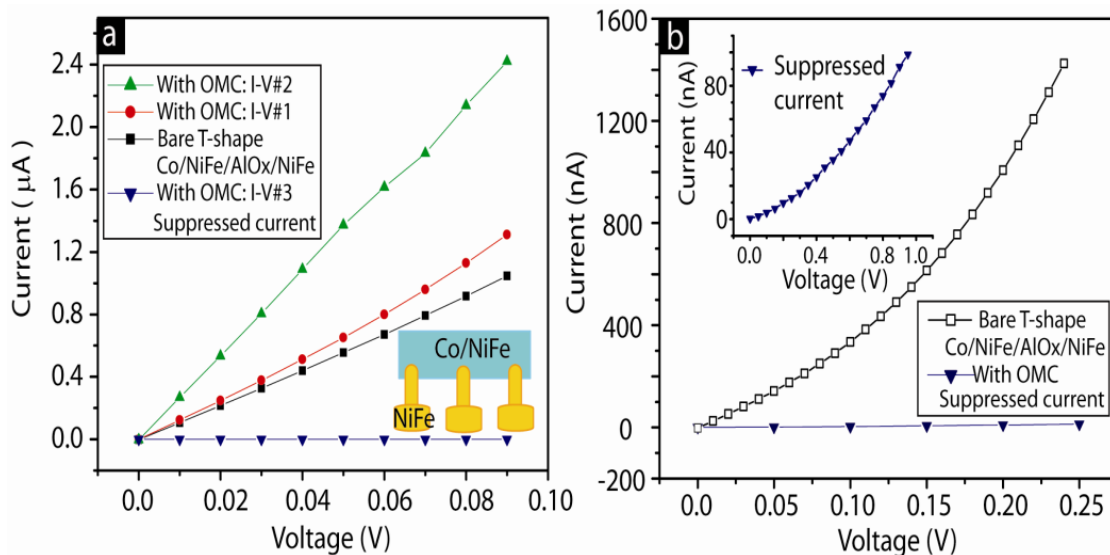 a
With OMC: I-V#2
With OMC: I-V#1
Bare T-shape
Co/NiFe/AlOx/NiFe
With OMC: I-V#3
Suppressed current
Current ( μA)
2.4
2.0
1.6
1.2
0.8
0.4
0.0
Co/NiFe
NiFe
0.0 0.02 0.04 0.06 0.08 0.10
Voltage (V)
b
Current (nA)
1600
1200
800
400
0
-200
Suppressed
current
Current (nA)
80
40
0
0.0 0.4 0.8 1.2
Voltage (V)
Bare T-shape
Co/NiFe/AlOx/NiFe
With OMC
Suppressed current
0.0 0.05 0.10 0.15 0.20 0.25
Voltage (V)